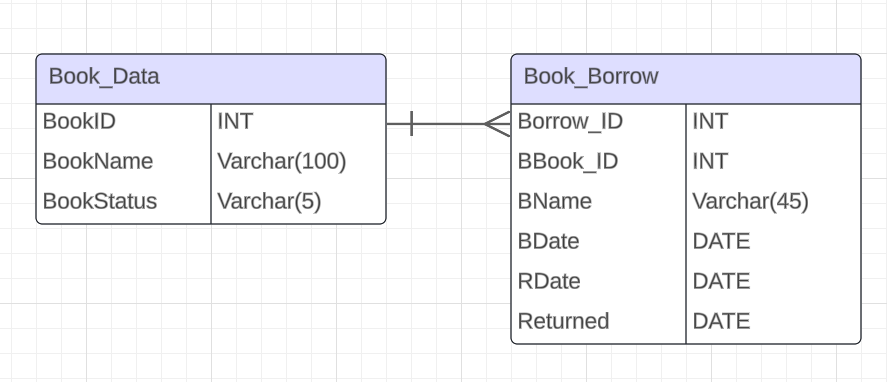 Book_Data
BookID INT
BookName Varchar(100)
BookStatus Varchar(5)
Book_Borrow
Borrow_ID INT
BBook_ID INT
BName Varchar(45)
BDate DATE
RDate DATE
Returned DATE